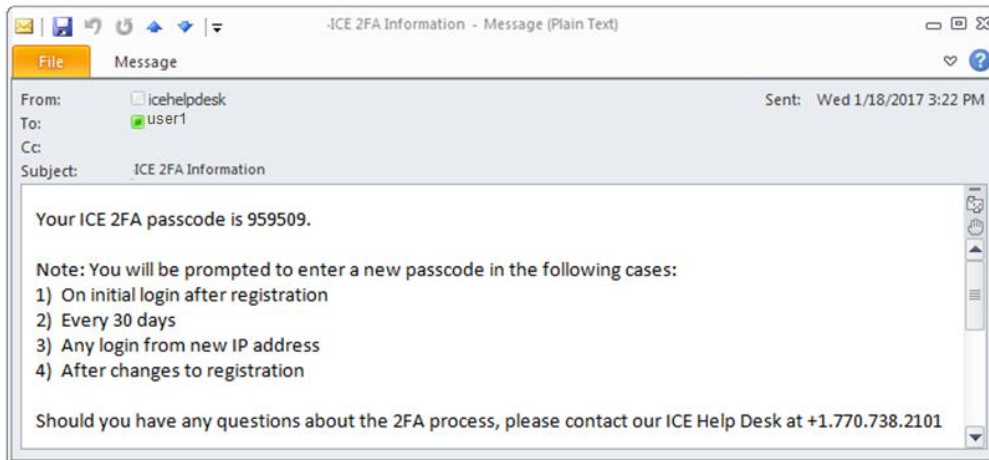 -ICE 2FA Information - Message (Plain Text)
File Message
From: icehelpdesk Sent: Wed 1/18/2017 3:22 PM
To: user1
Cc:
Subject: ICE 2FA Information
Your ICE 2FA passcode is 959509.
Note: You will be prompted to enter a new passcode in the following cases:
1) On initial login after registration
2) Every 30 days
3) Any login from new IP address
4) After changes to registration
Should you have any questions about the 2FA process, please contact our ICE Help Desk at +1.770.738.2101